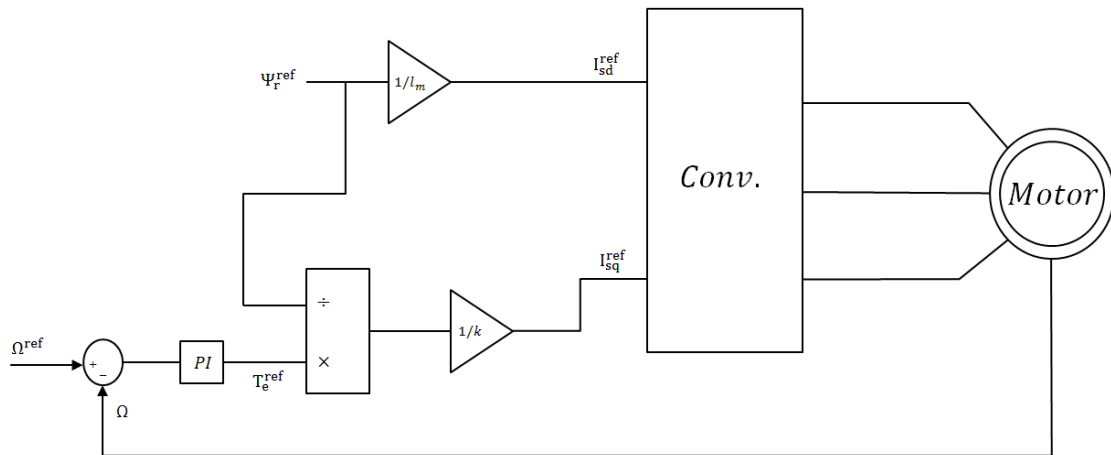 Ψ_r^ref
1/l_m
I_sd^ref
Conv.
Motor
I_sq^ref
÷
1/k
×
Ω^ref
+
−
PI
T_e^ref
Ω